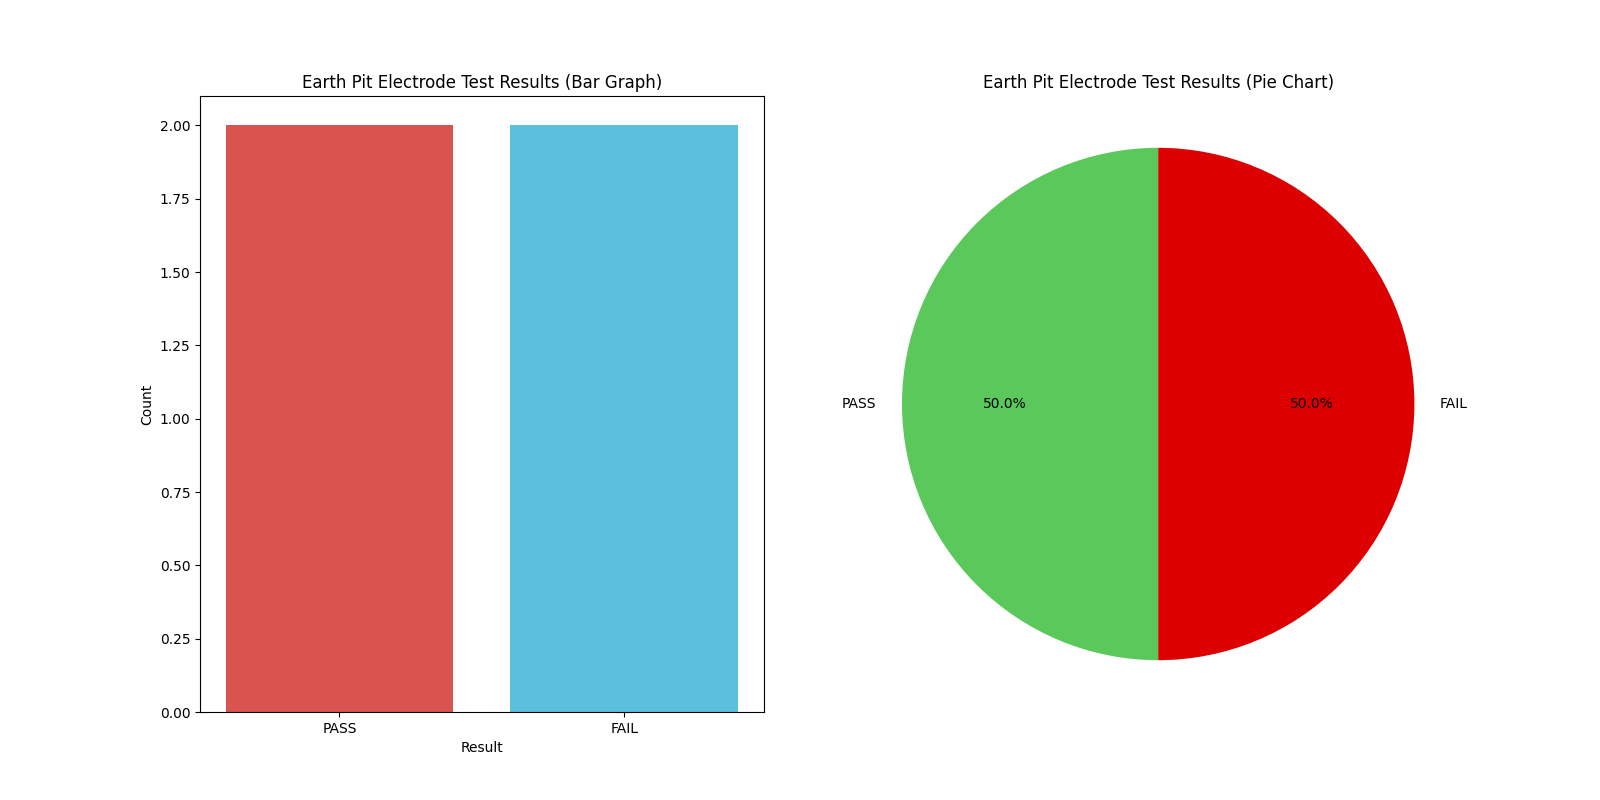 Earth Pit Electrode Test Results (Bar Graph)
2.00
1.75
1.50
1.25
1.00
0.75
0.50
0.25
0.00
Count
PASS FAIL
Result
Earth Pit Electrode Test Results (Pie Chart)
PASS 50.0% 50.0% FAIL